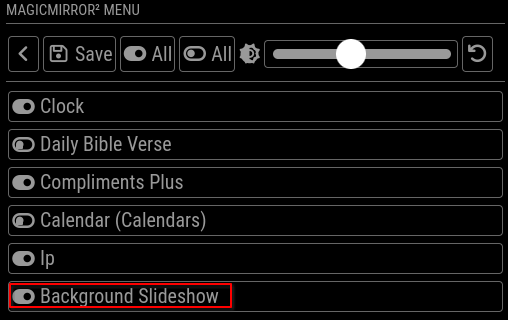 MAGICMIRROR² MENU
Save All All
Clock
Daily Bible Verse
Compliments Plus
Calendar (Calendars)
Ip
Background Slideshow